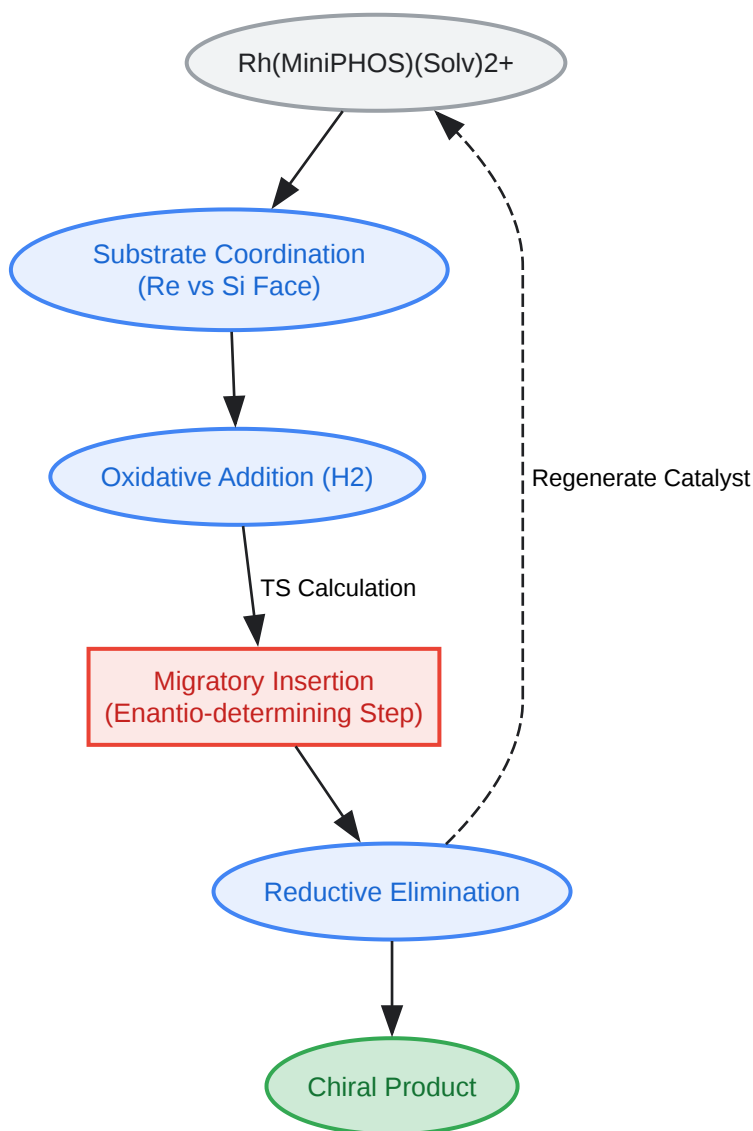 Rh(MiniPHOS)(Solv)2+
Substrate Coordination
(Re vs Si Face)
Oxidative Addition (H2)
Regenerate Catalyst
TS Calculation
Migratory Insertion
(Enantio-determining Step)
Reductive Elimination
Chiral Product